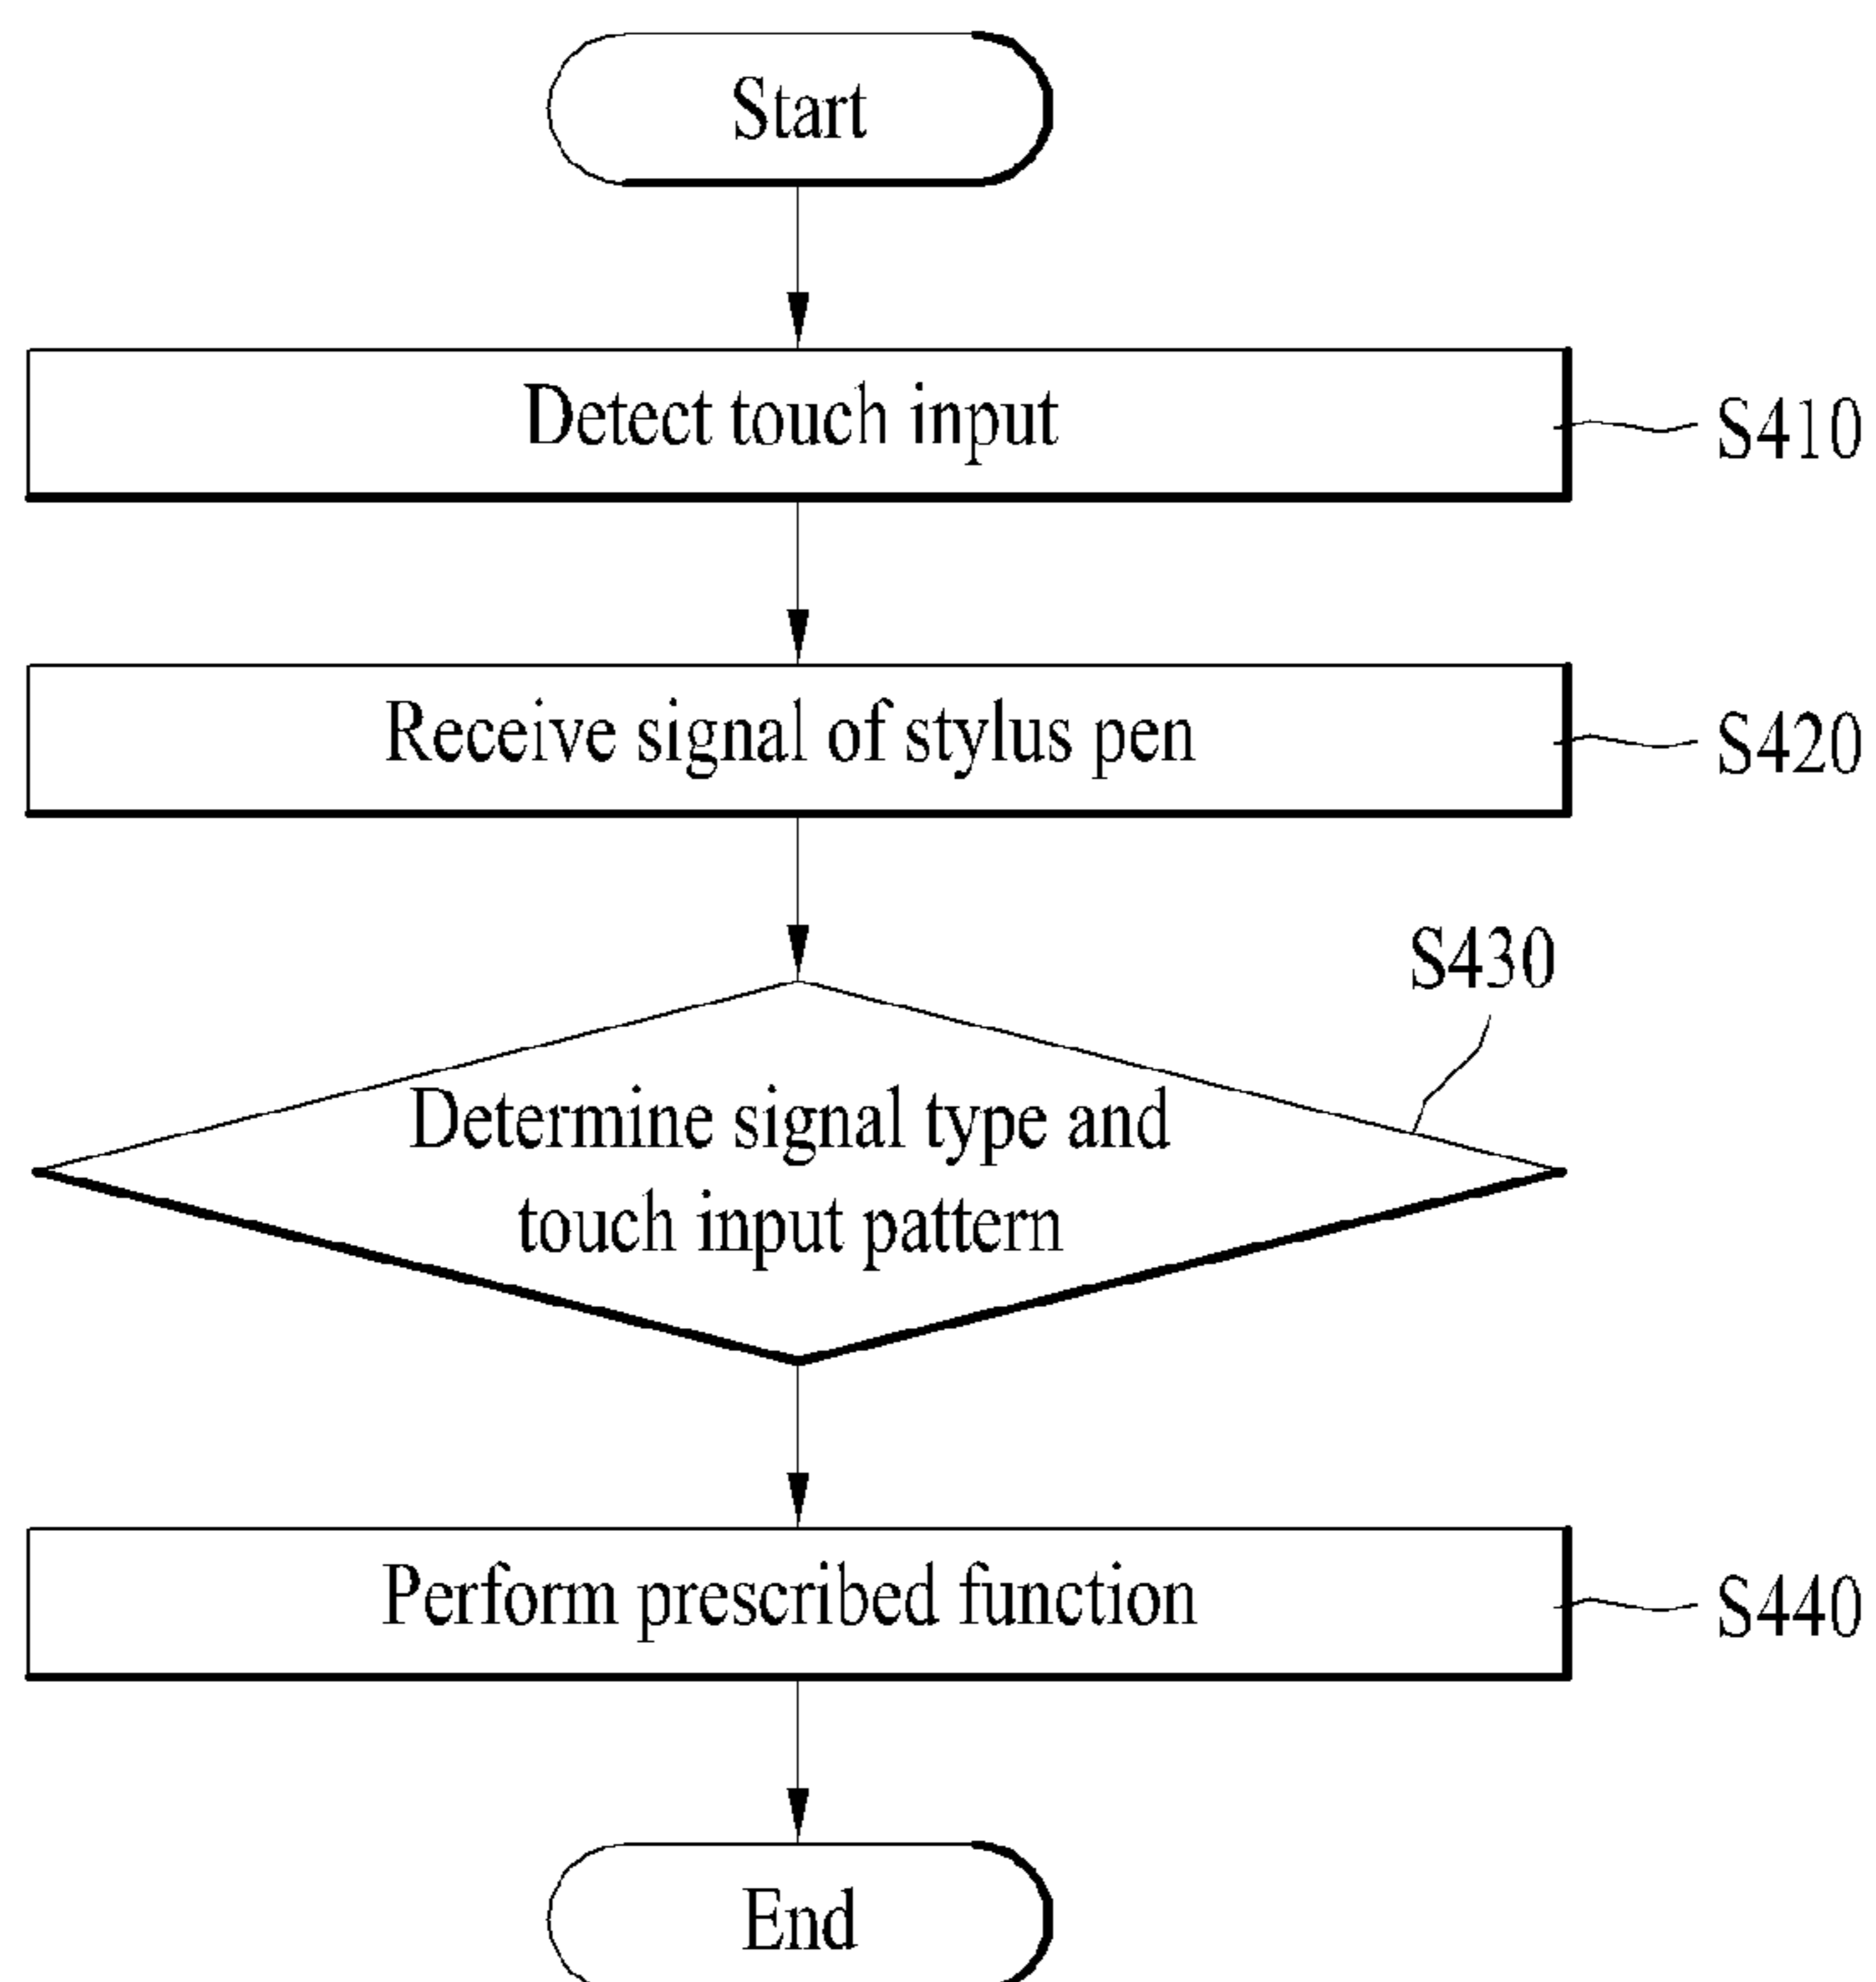 Start
Detect touch input
S410
Receive signal of stylus pen
S420
S430
Determine signal type and
touch input pattern
Perform prescribed function
S440
End